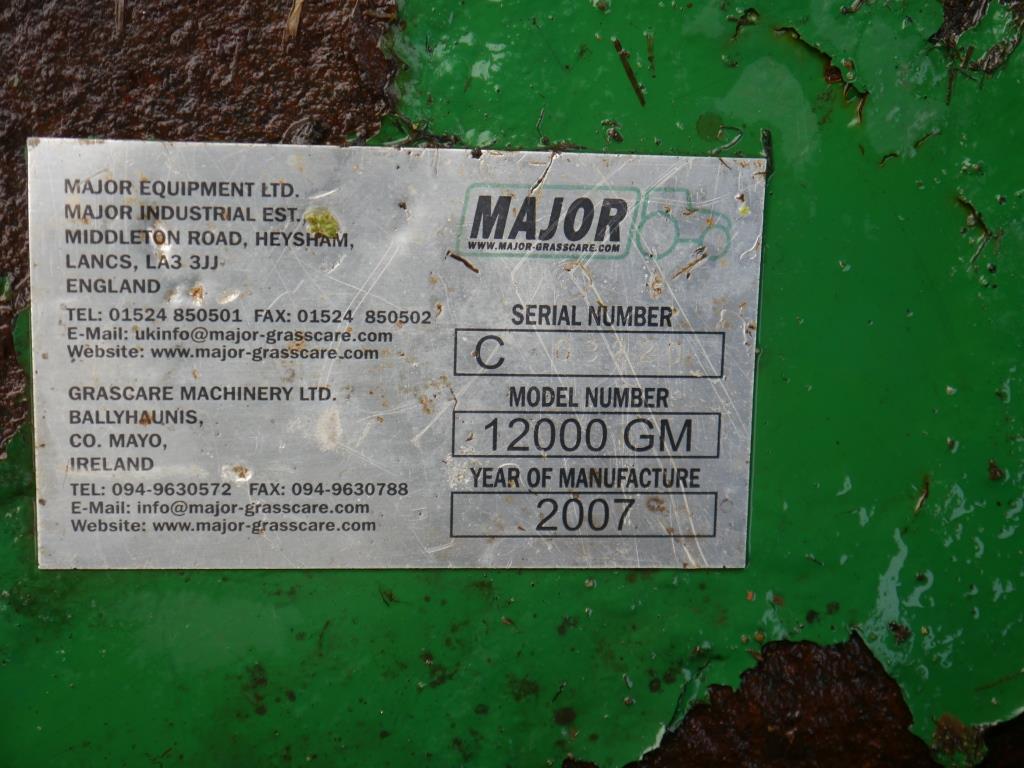 MAJOR EQUIPMENT LTD.
MAJOR INDUSTRIAL EST.,
MIDDLETON ROAD, HEYSHAM,
LANCS, LA3 3JJ
ENGLAND
TEL: 01524 850501 FAX: 01524 850502
E-Mail: ukinfo@major-grasscare.com
Website: www.major-grasscare.com
GRASCARE MACHINERY LTD.
BALLYHAUNIS,
CO. MAYO,
IRELAND
TEL: 094-9630572 FAX: 094-9630788
E-Mail: info@major-grasscare.com
Website: www.major-grasscare.com
MAJOR
WWW.MAJOR-GRASSCARE.COM
SERIAL NUMBER
C
MODEL NUMBER
12000 GM
YEAR OF MANUFACTURE
2007